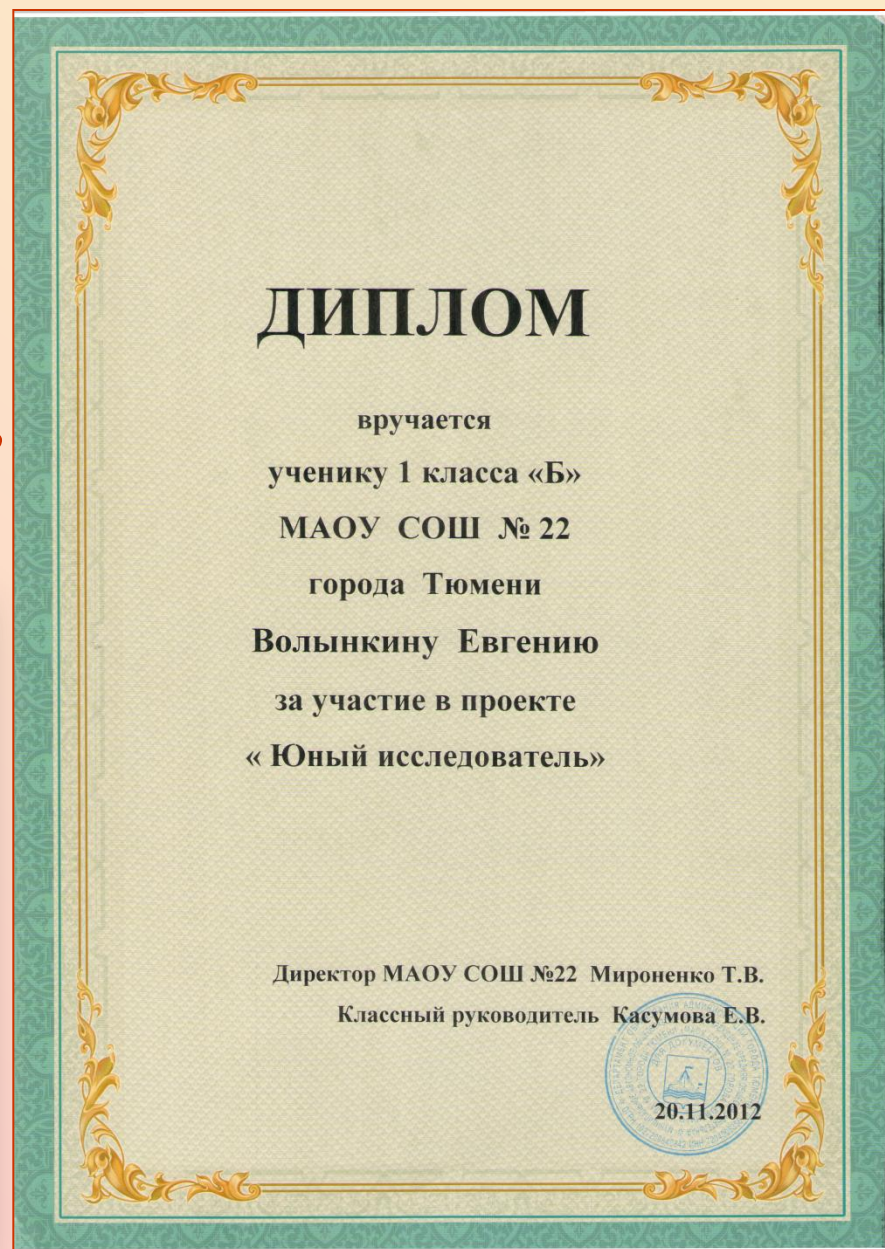 ДИПЛОМ
вручается
ученику 1 класса «Б»
МАОУ СОШ № 22
города Тюмени
Волынкину Евгению
за участие в проекте
« Юный исследователь»
Директор МАОУ СОШ №22 Мироненко Т.В.
Классный руководитель Касумова Е.В.
20.11.2012